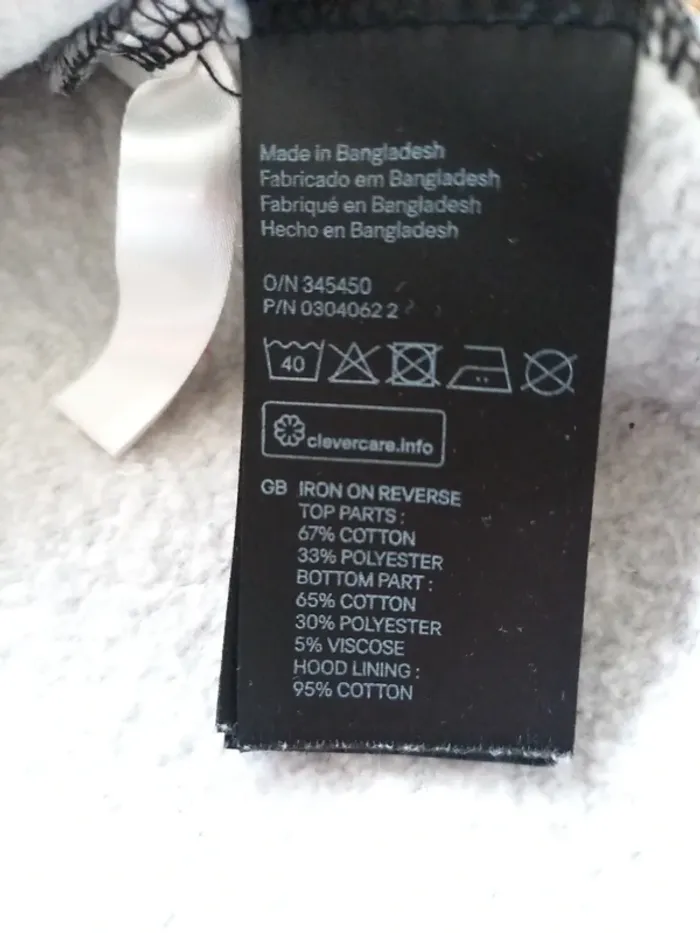 Made in Bangladesh
Fabricado em Bangladesh
Fabriqué en Bangladesh
Hecho en Bangladesh
O/N 345450
P/N 0304062 2
40
clevercare.info
GB IRON ON REVERSE
TOP PARTS :
67% COTTON
33% POLYESTER
BOTTOM PART :
65% COTTON
30% POLYESTER
5% VISCOSE
HOOD LINING :
95% COTTON